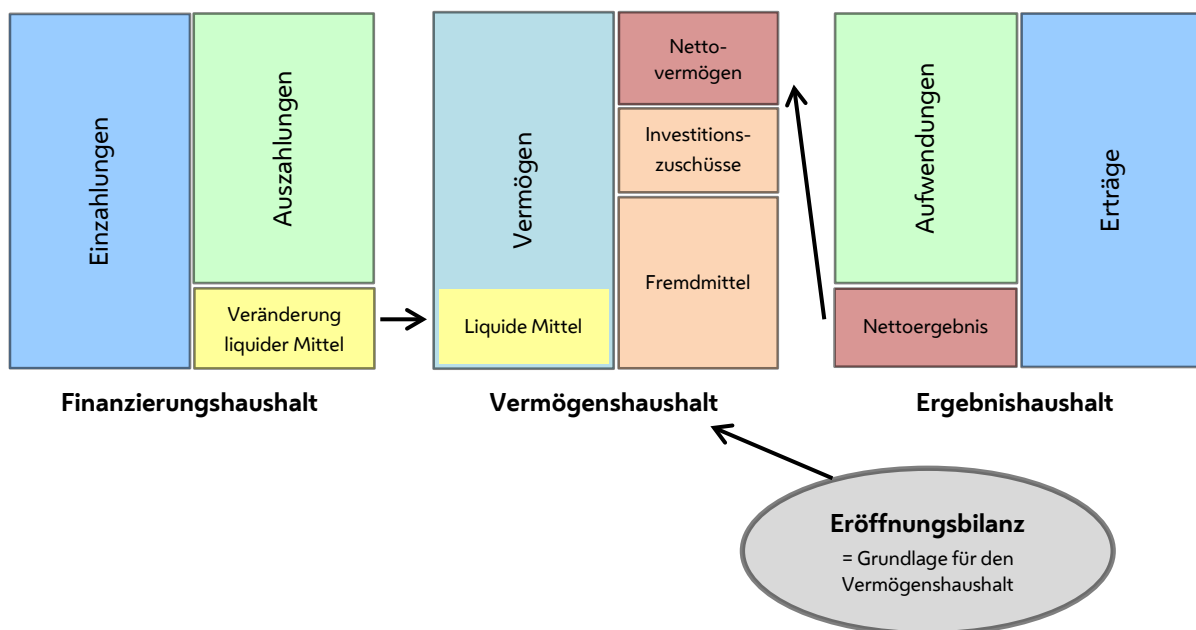 Einzahlungen
Auszahlungen
Veränderung
liquider Mittel
Finanzierungshaushalt
Vermögen
Liquide Mittel
Netto-
vermögen
Investitions-
zuschüsse
Fremdmittel
Vermögenshaushalt
Aufwendungen
Nettoergebnis
Erträge
Ergebnishaushalt
Eröffnungsbilanz
= Grundlage für den
Vermögenshaushalt